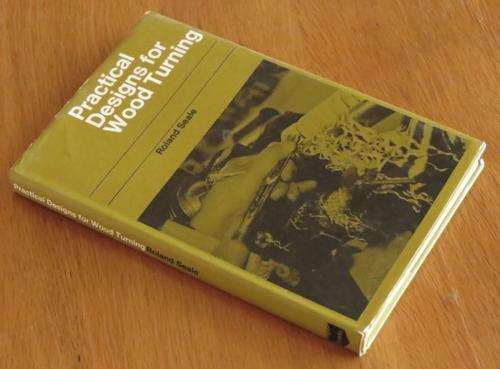 Practical
Designs for
Wood Turning
Roland Seale
Practical Designs for Wood Turning Roland Seale